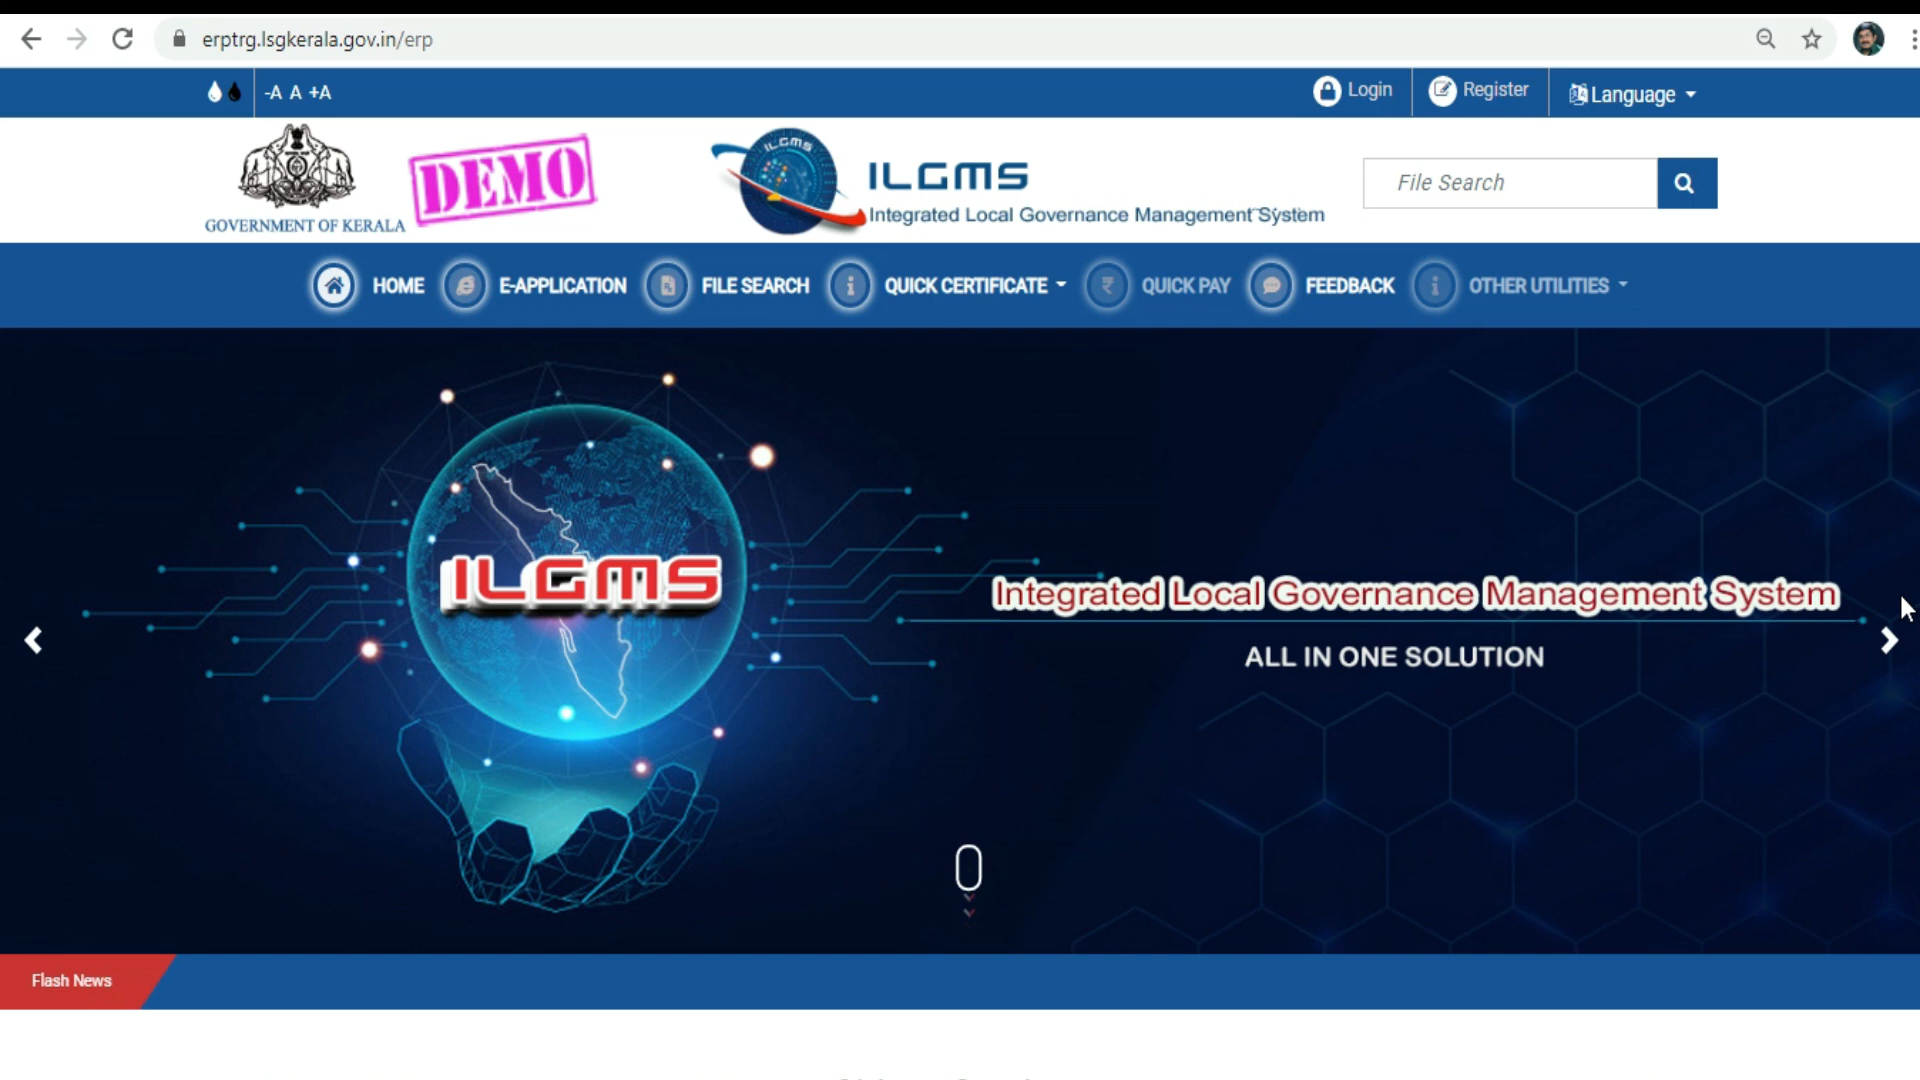 erptrg.lsgkerala.gov.in/erp
-A A +A
Login
Register
Language
GOVERNMENT OF KERALA
DEMO
ILGMS
ILGMS
Integrated Local Governance Management System
File Search
HOME
E-APPLICATION
FILE SEARCH
QUICK CERTIFICATE
QUICK PAY
FEEDBACK
OTHER UTILITIES
ILGMS
Integrated Local Governance Management System
ALL IN ONE SOLUTION
Flash News